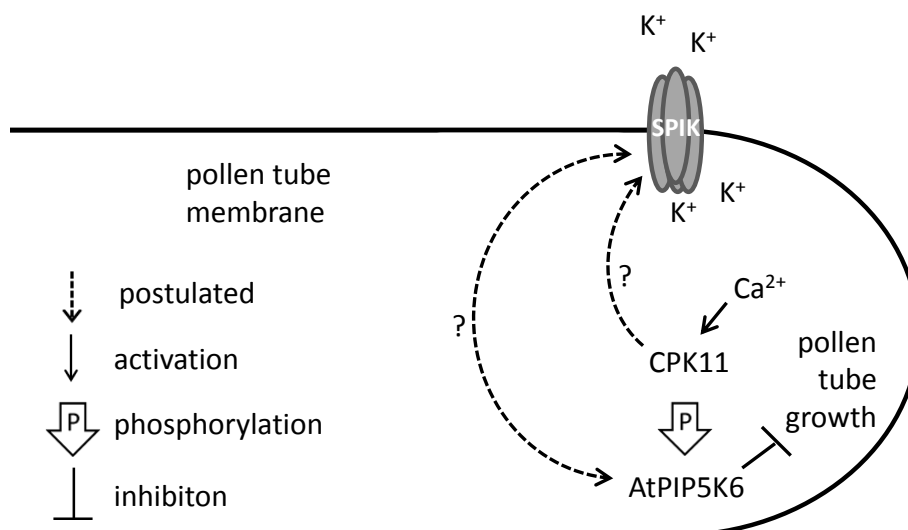 K⁺
K⁺
SPIK
pollen tube
membrane
K⁺
K⁺
postulated
?
Ca²⁺
?
activation
CPK11
pollen
tube
growth
P
phosphorylation
P
AtPIP5K6
inhibiton